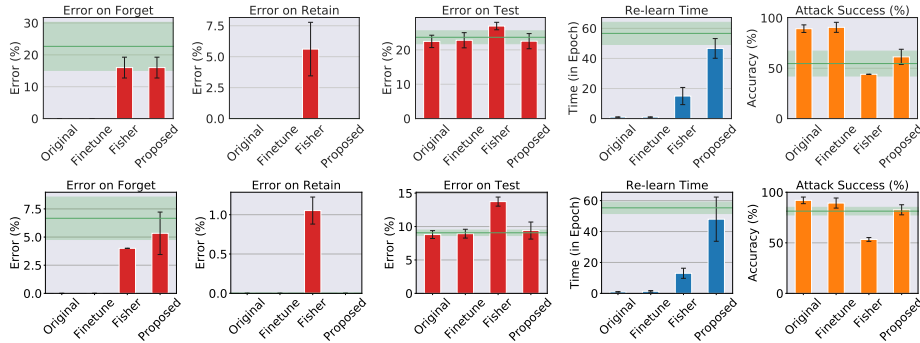 Error on Forget
Error (%)
30
20
10
0
Original
Finetune
Fisher
Proposed
Error on Retain
Error (%)
7.5
5.0
2.5
0.0
Original
Finetune
Fisher
Proposed
Error on Test
Error (%)
20
10
0
Original
Finetune
Fisher
Proposed
Re-learn Time
Time (in Epoch)
60
40
20
0
Original
Finetune
Fisher
Proposed
Attack Success (%)
Accuracy (%)
100
50
0
Original
Finetune
Fisher
Proposed
Error on Forget
Error (%)
7.5
5.0
2.5
0.0
Original
Finetune
Fisher
Proposed
Error on Retain
Error (%)
1.0
0.5
0.0
Original
Finetune
Fisher
Proposed
Error on Test
Error (%)
15
10
5
0
Original
Finetune
Fisher
Proposed
Re-learn Time
Time (in Epoch)
60
40
20
0
Original
Finetune
Fisher
Proposed
Attack Success (%)
Accuracy (%)
100
50
0
Original
Finetune
Fisher
Proposed